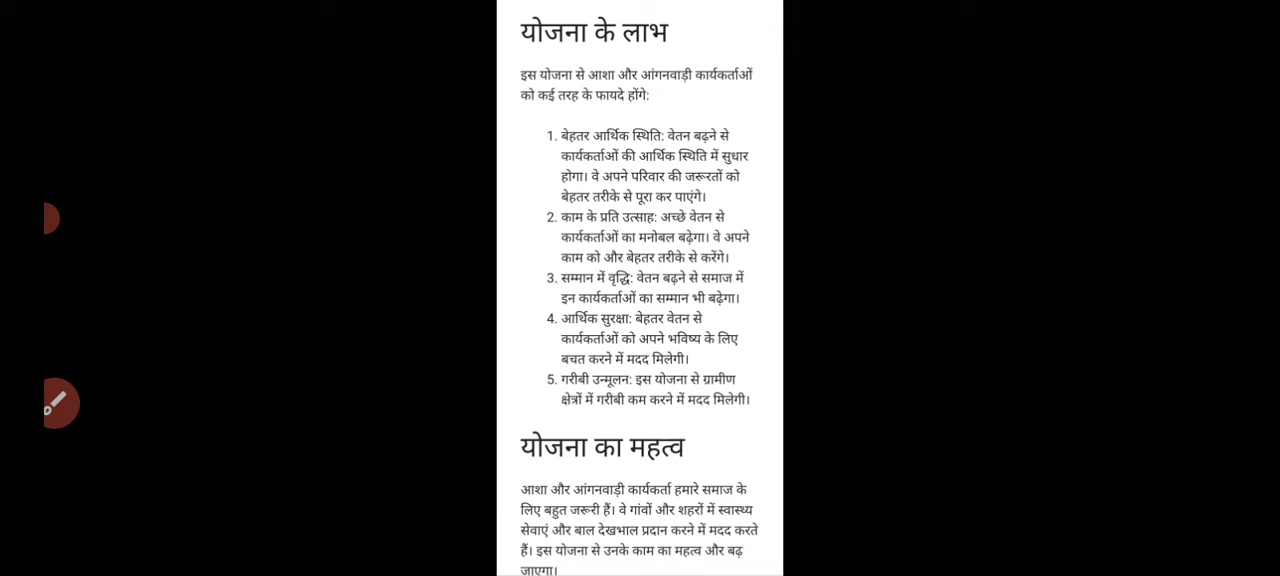 योजना के लाभ
इस योजना से आशा और आंगनवाड़ी कार्यकर्ताओं
को कई तरह के फायदे होंगे:
1. बेहतर आर्थिक स्थिति: वेतन बढ़ने से
कार्यकर्ताओं की आर्थिक स्थिति में सुधार
होगा। वे अपने परिवार की जरूरतों को
बेहतर तरीके से पूरा कर पाएंगे।
2. काम के प्रति उत्साह: अच्छे वेतन से
कार्यकर्ताओं का मनोबल बढ़ेगा। वे अपने
काम को और बेहतर तरीके से करेंगे।
3. सम्मान में वृद्धि: वेतन बढ़ने से समाज में
इन कार्यकर्ताओं का सम्मान भी बढ़ेगा।
4. आर्थिक सुरक्षा: बेहतर वेतन से
कार्यकर्ताओं को अपने भविष्य के लिए
बचत करने में मदद मिलेगी।
5. गरीबी उन्मूलन: इस योजना से ग्रामीण
क्षेत्रों में गरीबी कम करने में मदद मिलेगी।
योजना का महत्व
आशा और आंगनवाड़ी कार्यकर्ता हमारे समाज के
लिए बहुत जरूरी हैं। वे गांवों और शहरों में स्वास्थ्य
सेवाएं और बाल देखभाल प्रदान करने में मदद करते
हैं। इस योजना से उनके काम का महत्व और बढ़
जाएगा।